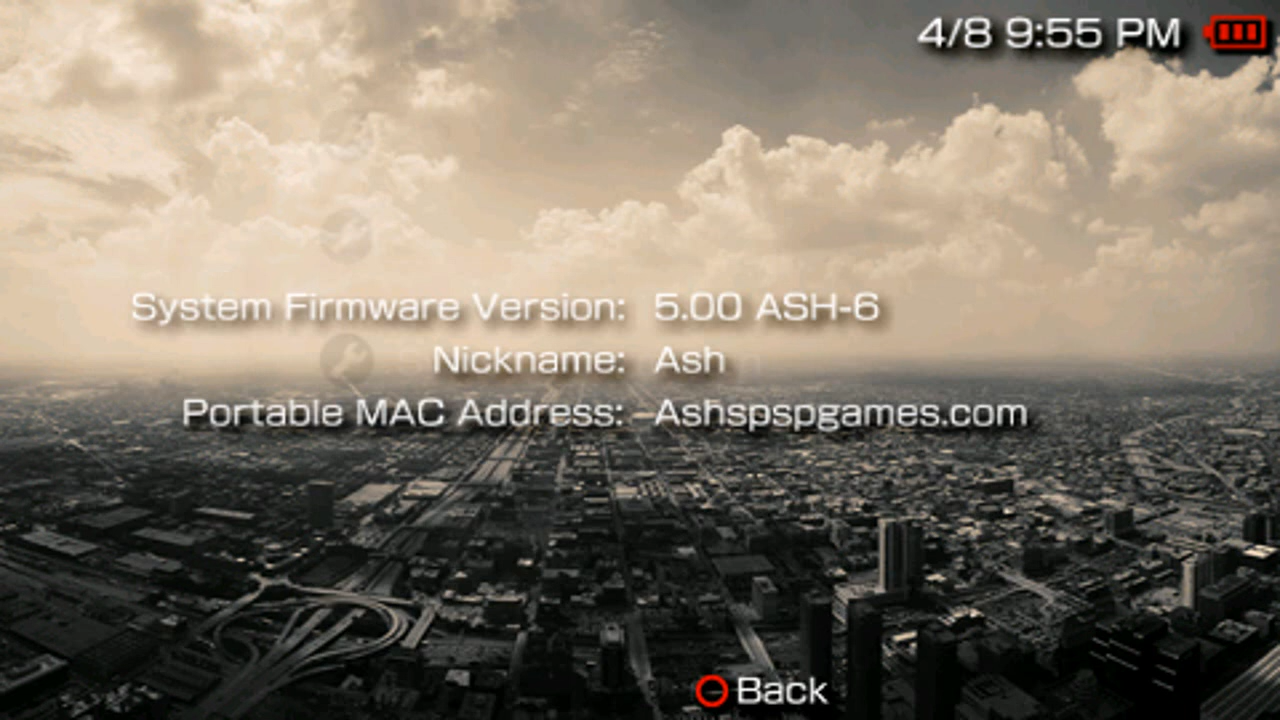 4/8 9:55 PM
System Firmware Version: 5.00 ASH-6
Nickname: Ash
Portable MAC Address: Ashspspgames.com
Back